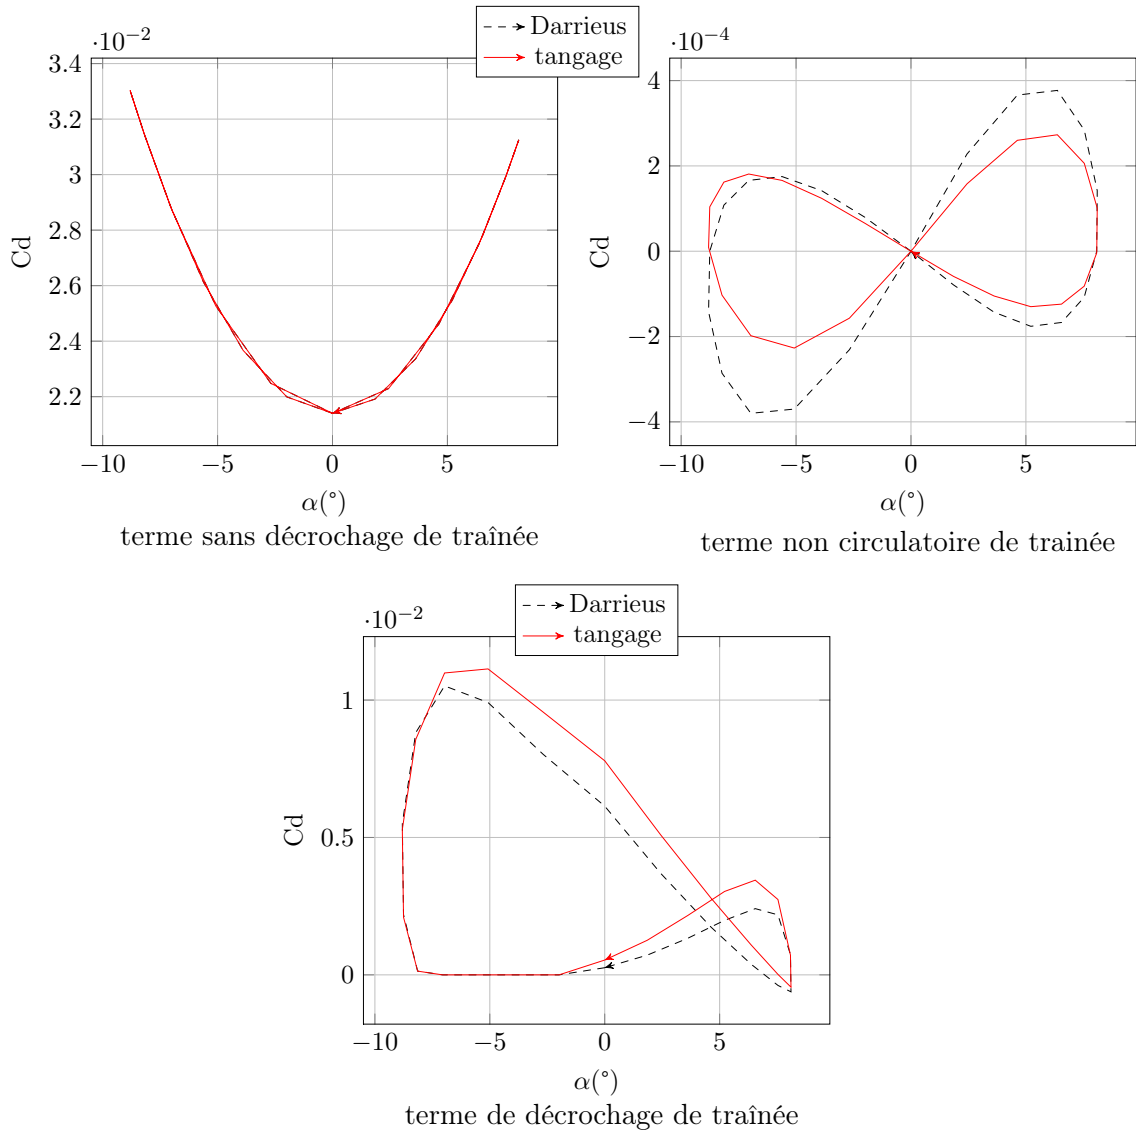 Darrieus
tangage
·10⁻²
3.4
3.2
3
2.8
2.6
2.4
2.2
Cd
−10
−5
0
5
α(°)
terme sans décrochage de traînée
·10⁻⁴
4
2
0
−2
−4
Cd
−10
−5
0
5
α(°)
terme non circulatoire de trainée
Darrieus
tangage
·10⁻²
1
0.5
0
Cd
−10
−5
0
5
α(°)
terme de décrochage de traînée